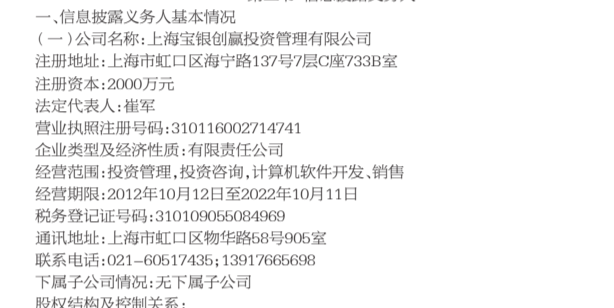 一、信息披露义务人基本情况
(一)公司名称:上海宝银创赢投资管理有限公司
注册地址:上海市虹口区海宁路137号7层C座733B室
注册资本:2000万元
法定代表人:崔军
营业执照注册号码:310116002714741
企业类型及经济性质:有限责任公司
经营范围:投资管理,投资咨询,计算机软件开发、销售
经营期限:2012年10月12日至2022年10月11日
税务登记证号码:310109055084969
通讯地址:上海市虹口区物华路58号905室
联系电话:021-60517435;13917665698
下属子公司情况:无下属子公司
股权结构及控制关系: